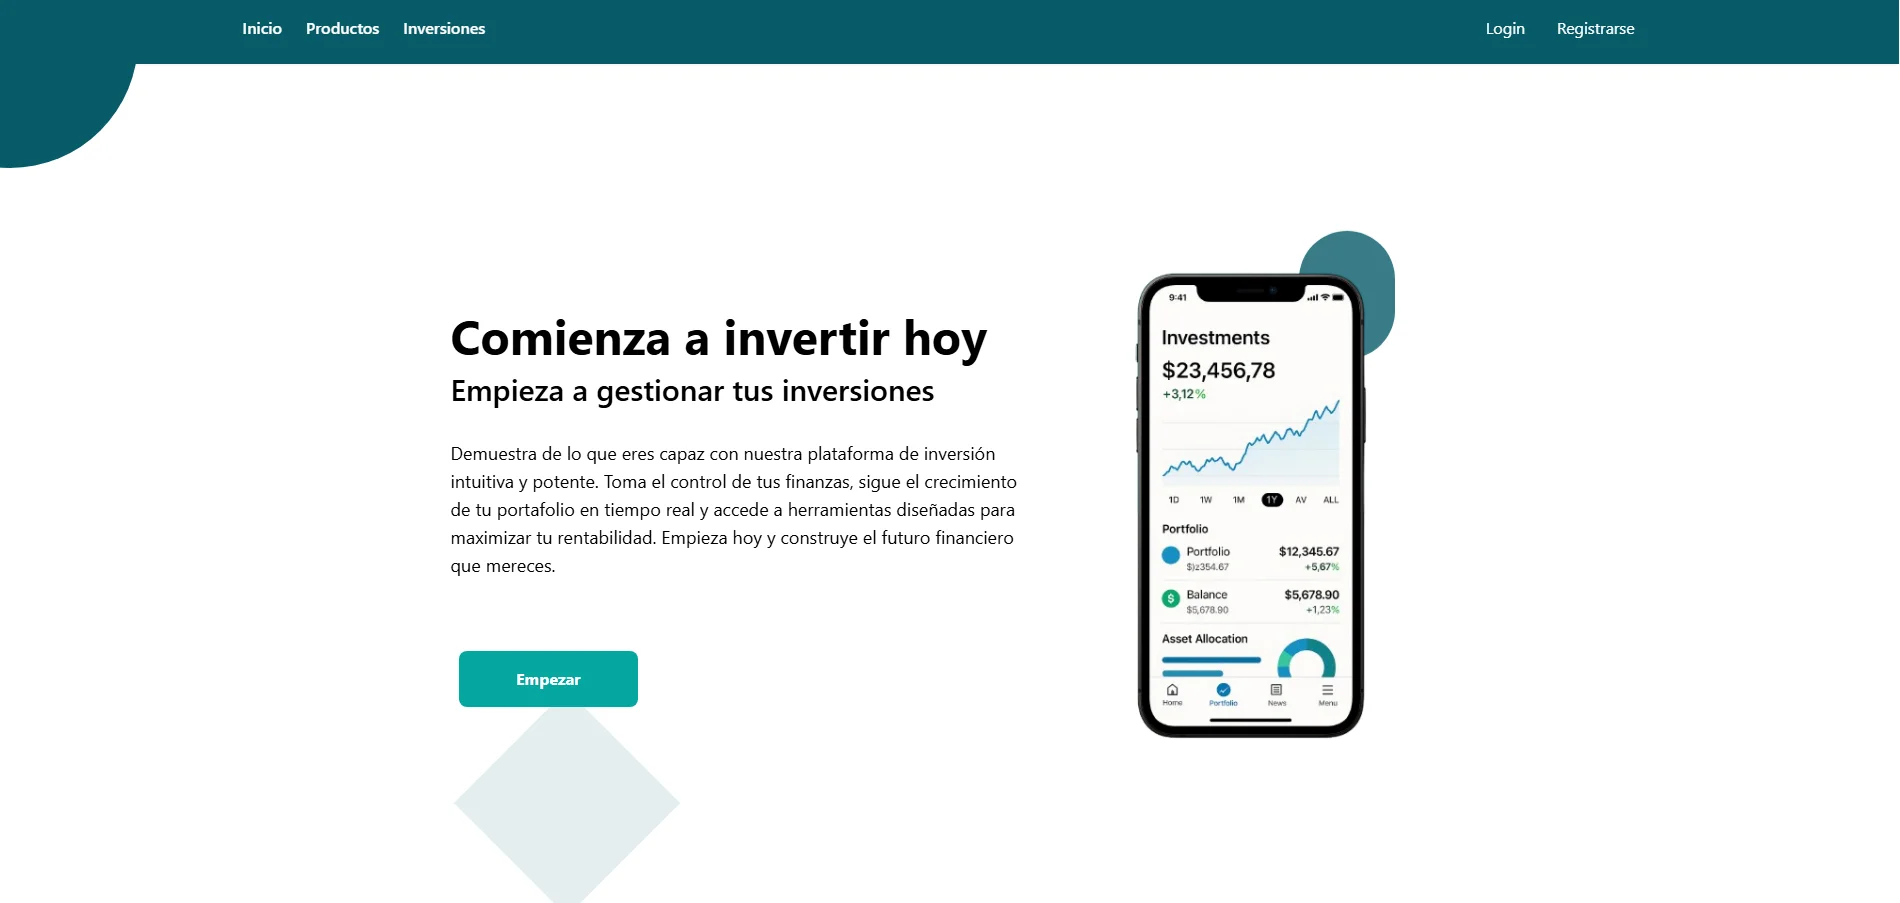 Inicio Productos Inversiones Login Registrarse
Comienza a invertir hoy
Empieza a gestionar tus inversiones
Demuestra de lo que eres capaz con nuestra plataforma de inversión
intuitiva y potente. Toma el control de tus finanzas, sigue el crecimiento
de tu portafolio en tiempo real y accede a herramientas diseñadas para
maximizar tu rentabilidad. Empieza hoy y construye el futuro financiero
que mereces.
Empezar
9:41
Investments
$23,456,78
+3,12%
1D 1W 1M 1Y AV ALL
Portfolio
Portfolio $12,345.67
$)z354.67 +5,67%
Balance $5,678.90
$5,678.90 +1,23%
Asset Allocation
Home Portfolio News Menu